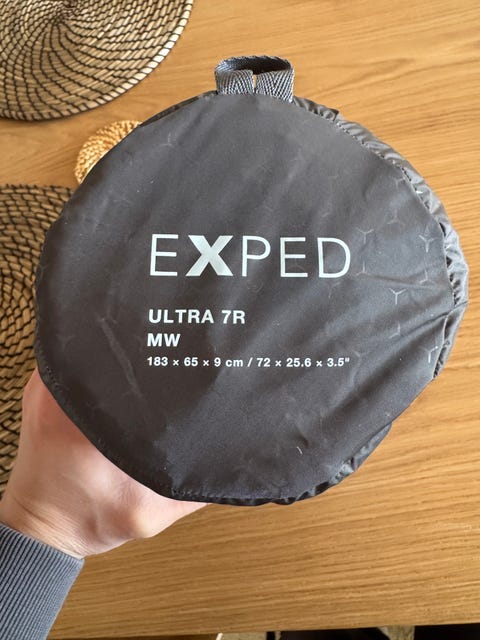 EXPED
ULTRA 7R
MW
183 × 65 × 9 cm / 72 × 25.6 × 3.5"